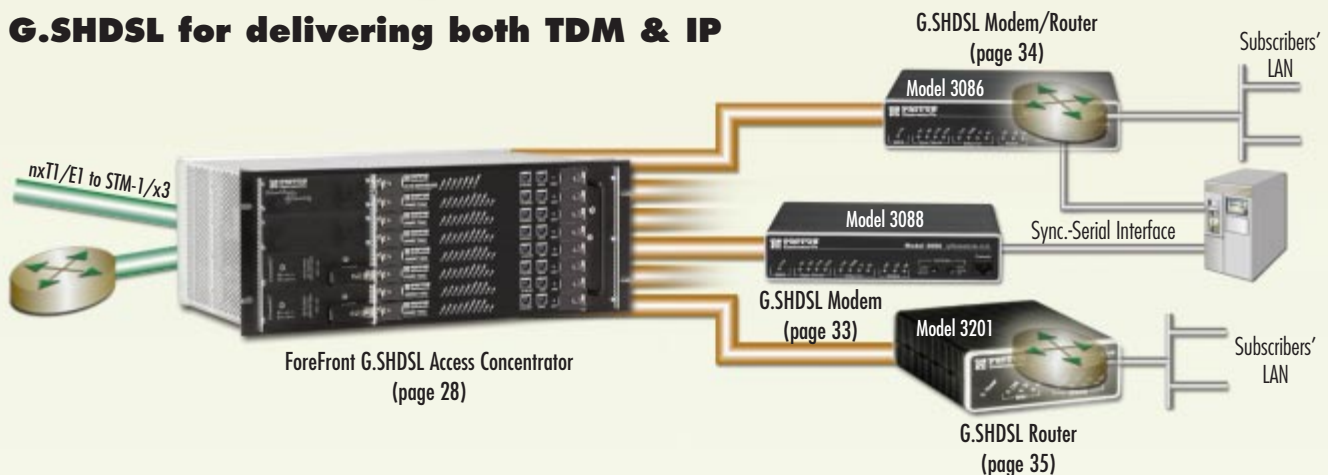 G.SHDSL for delivering both TDM & IP
G.SHDSL Modem/Router
(page 34)
Subscribers'
LAN
Model 3086
nxT1/E1 to STM-1/x3
Model 3088
Sync.-Serial Interface
G.SHDSL Modem
(page 33)
Model 3201
ForeFront G.SHDSL Access Concentrator
(page 28)
Subscribers'
LAN
G.SHDSL Router
(page 35)